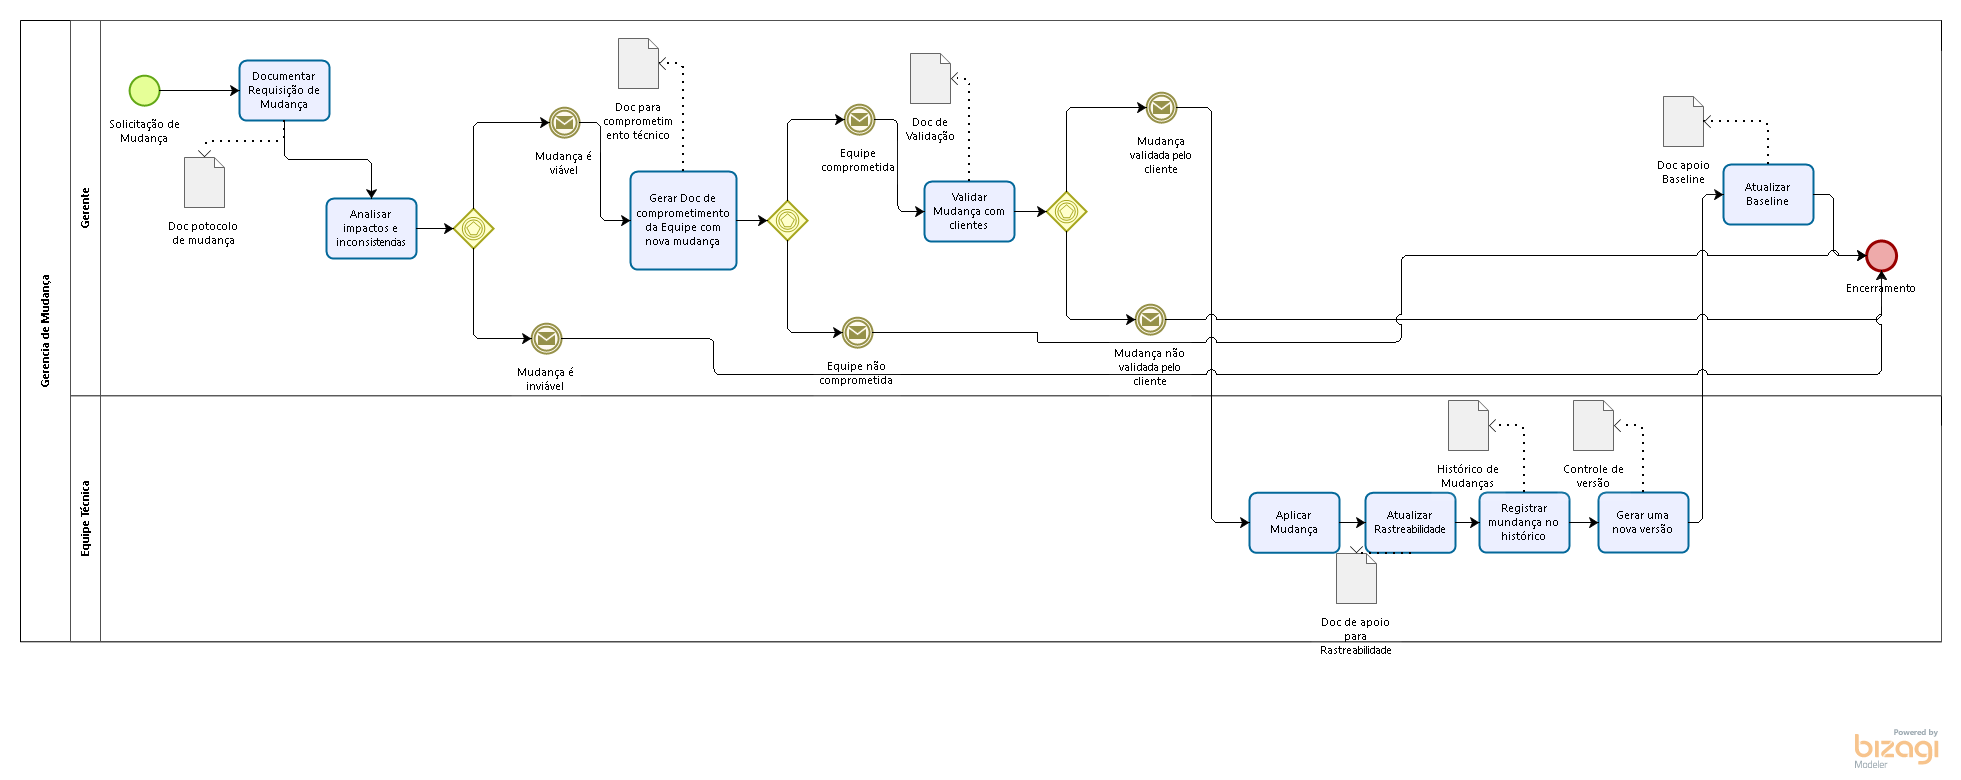 Gerencia de Mudança
Gerente
Solicitação de
Mudança
Documentar
Requisição de
Mudança
Doc potocolo
de mudança
Analisar
impactos e
inconsistencias
Mudança é
viável
Mudança é
inviável
Doc para
comprometim
ento técnico
Gerar Doc de
comprometimento
da Equipe com
nova mudança
Equipe
comprometida
Equipe não
comprometida
Doc de
Validação
Validar
Mudança com
clientes
Mudança
validada pelo
cliente
Mudança não
validada pelo
cliente
Doc apoio
Baseline
Atualizar
Baseline
Encerramento
Equipe Técnica
Aplicar
Mudança
Atualizar
Rastreabilidade
Doc de apoio
para
Rastreabilidade
Histórico de
Mudanças
Registrar
mundança no
histórico
Controle de
versão
Gerar uma
nova versão
Powered by
bizagi
Modeler